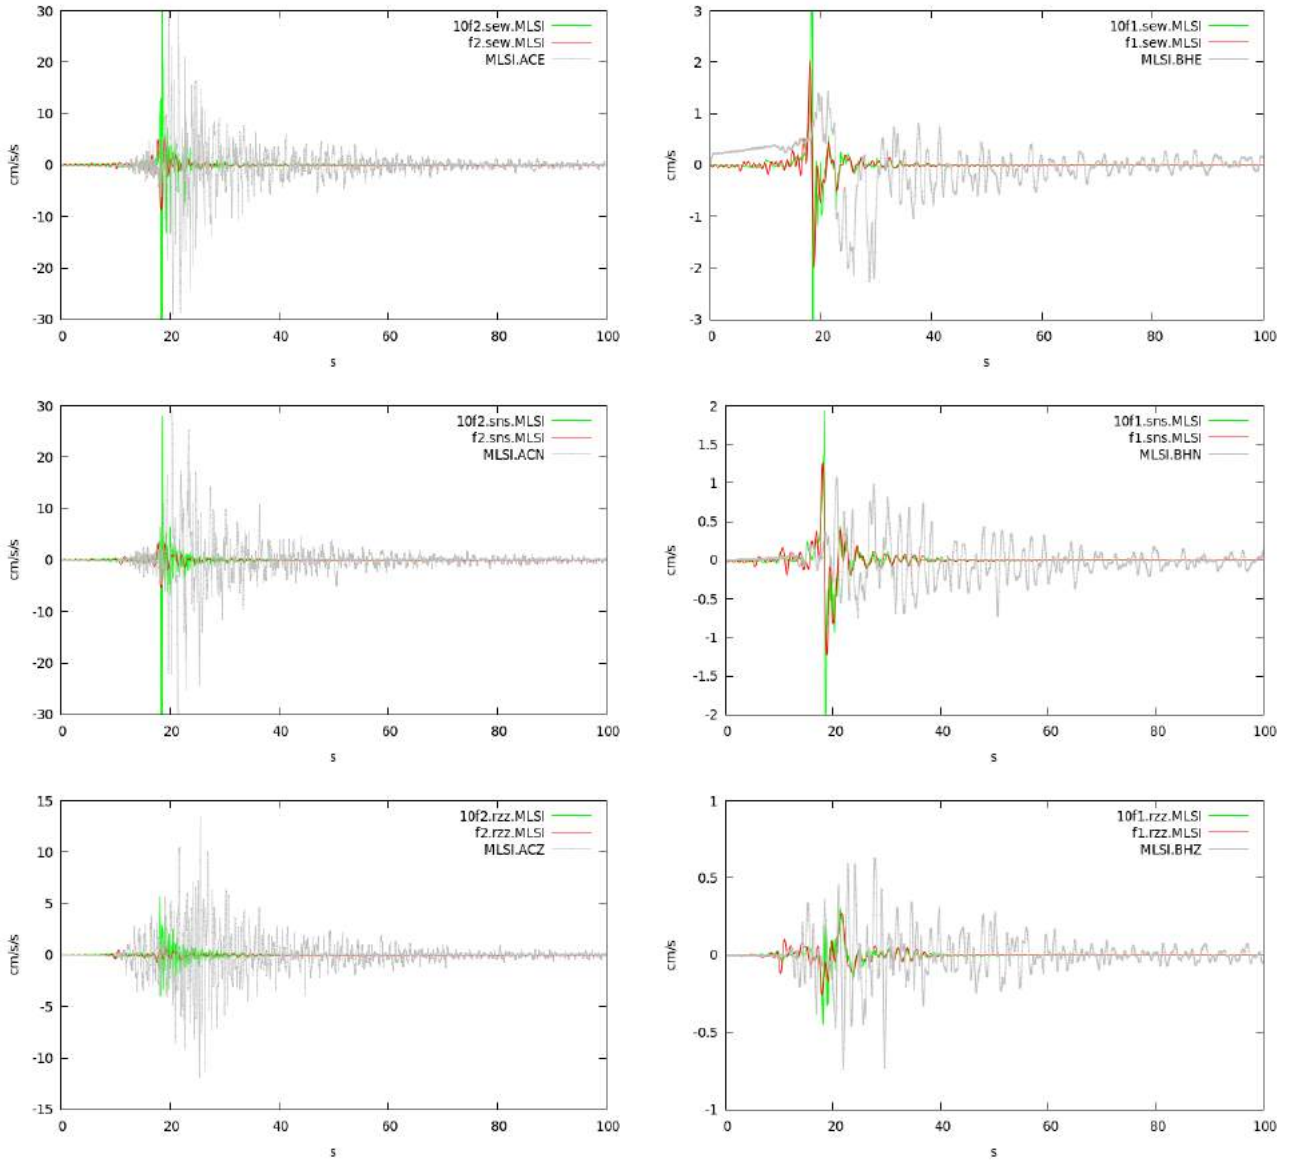 30
20
10
0
-10
-20
-30
cm/s/s
10f2.sew.MLSI
f2.sew.MLSI
MLSI.ACE
0 20 40 60 80 100
s
3
2
1
0
-1
-2
-3
cm/s
10f1.sew.MLSI
f1.sew.MLSI
MLSI.BHE
0 20 40 60 80 100
s
30
20
10
0
-10
-20
-30
cm/s/s
10f2.sns.MLSI
f2.sns.MLSI
MLSI.ACN
0 20 40 60 80 100
s
2
1.5
1
0.5
0
-0.5
-1
-1.5
-2
cm/s
10f1.sns.MLSI
f1.sns.MLSI
MLSI.BHN
0 20 40 60 80 100
s
15
10
5
0
-5
-10
-15
cm/s/s
10f2.rzz.MLSI
f2.rzz.MLSI
MLSI.ACZ
0 20 40 60 80 100
s
1
0.5
0
-0.5
-1
cm/s
10f1.rzz.MLSI
f1.rzz.MLSI
MLSI.BHZ
0 20 40 60 80 100
s